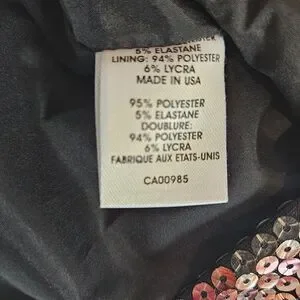 5% ELASTANE
LINING: 94% POLYESTER
6% LYCRA
MADE IN USA
95% POLYESTER
5% ELASTANE
DOUBLURE:
94% POLYESTER
6% LYCRA
FABRIQUE AUX ETATS-UNIS
CA00985